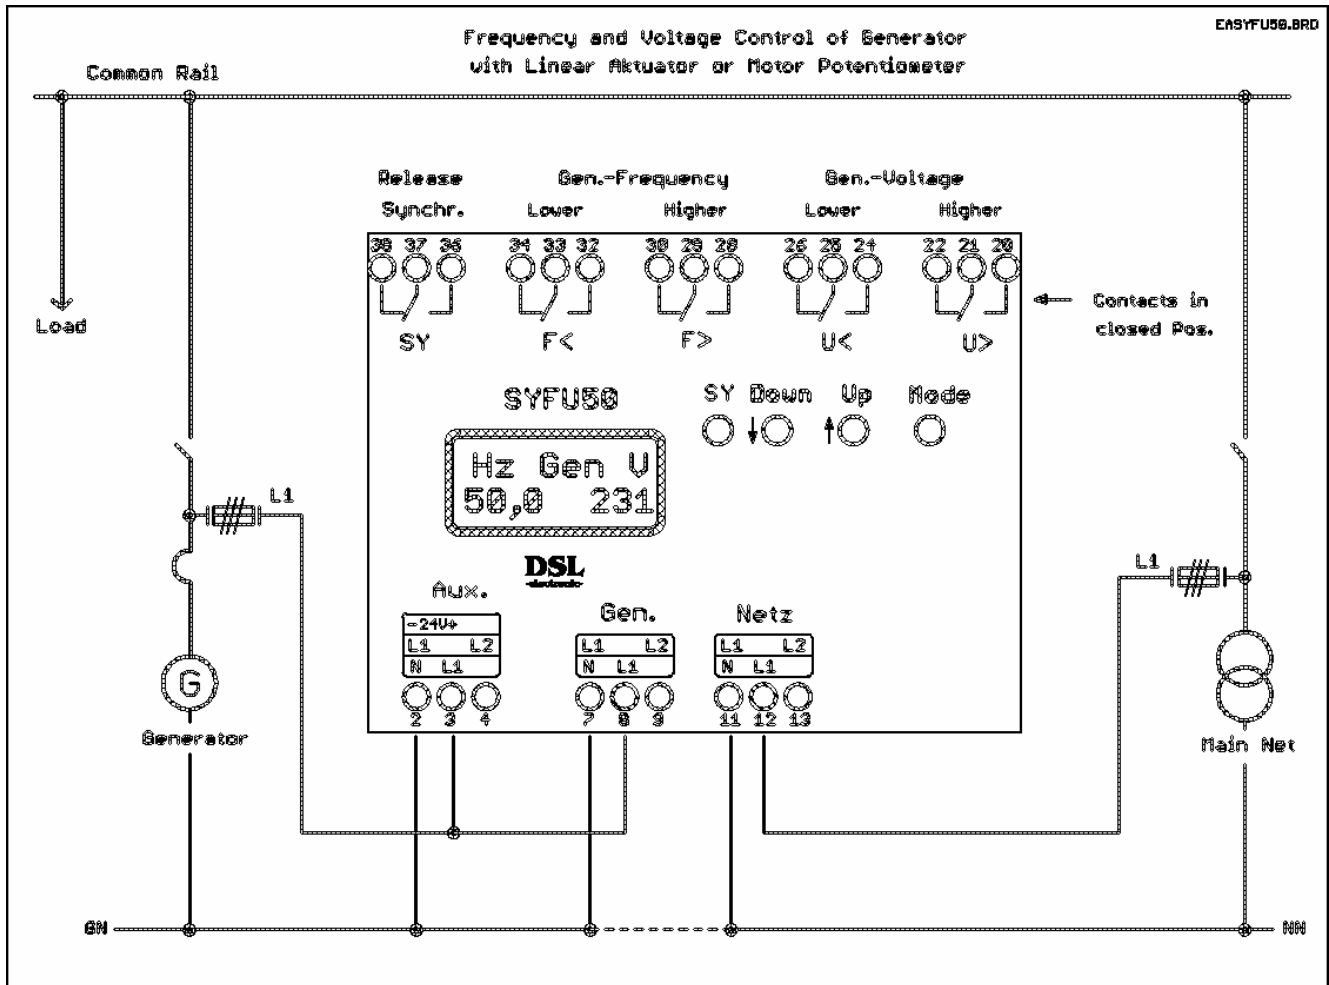 EASYFU50.BRD
Frequency and Voltage Control of Generator
with Linear Aktuator or Motor Potentiometer
Common Rail
Release Gen.-Frequency Gen.-Voltage
Synchr. Lower Higher Lower Higher
38 37 36 34 33 32 30 29 28 26 25 24 22 21 20
Contacts in
closed Pos.
Load
SY F< F> U< U>
SYFU50
SY Down Up Mode
Hz Gen V
50,0 231
L1
DSL
electronic
L1
Aux.
Gen. Netz
-24V+
L1 L2 L1 L2 L1 L2
N L1 N L1 N L1
G
2 3 4 7 8 9 11 12 13
Generator
Main Net
GN
NN